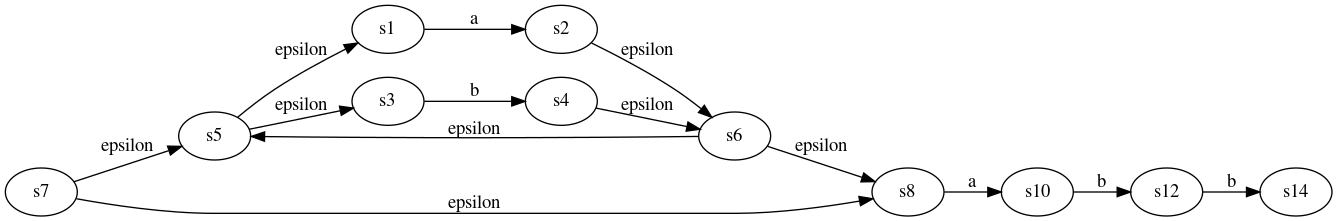 s1 a s2
epsilon epsilon
s3 b s4
epsilon epsilon
s5 epsilon s6
epsilon epsilon
s7 epsilon s8 a s10 b s12 b s14